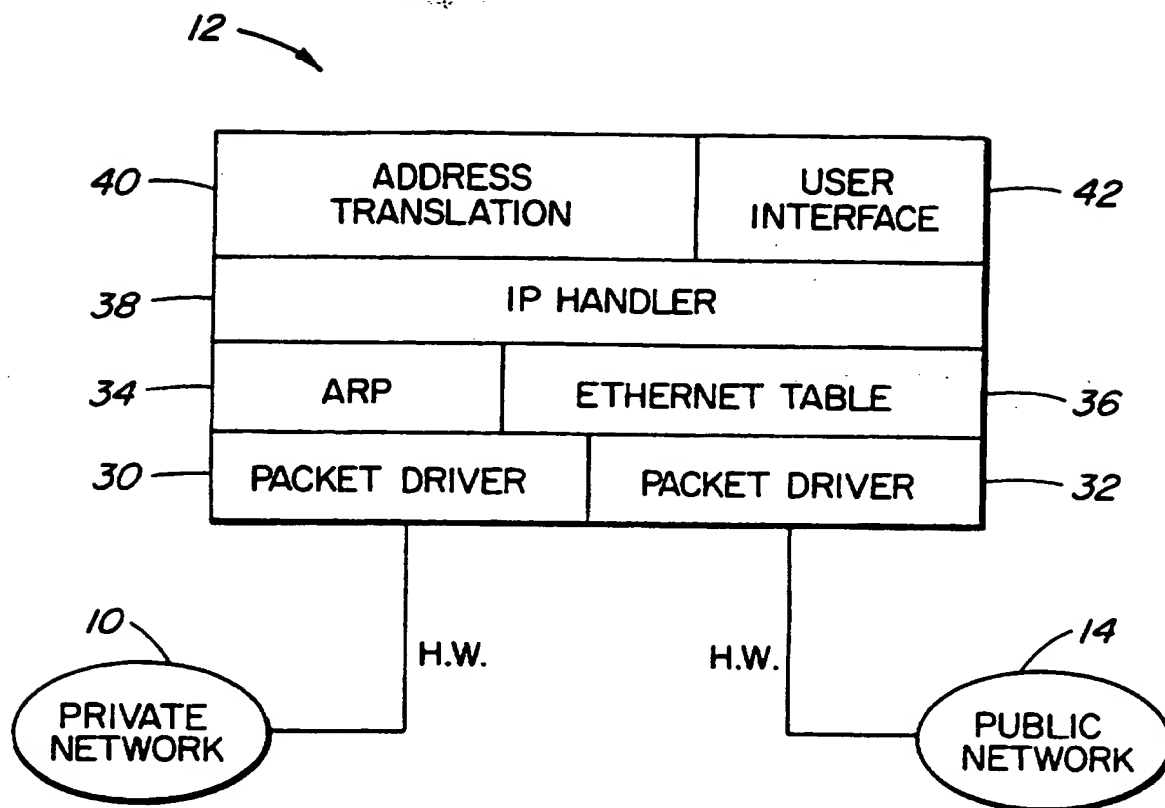 12
40
ADDRESS
TRANSLATION
USER
INTERFACE
42
38
IP HANDLER
34
ARP
ETHERNET TABLE
36
30
PACKET DRIVER
PACKET DRIVER
32
10
H.W.
H.W.
14
PRIVATE
NETWORK
PUBLIC
NETWORK